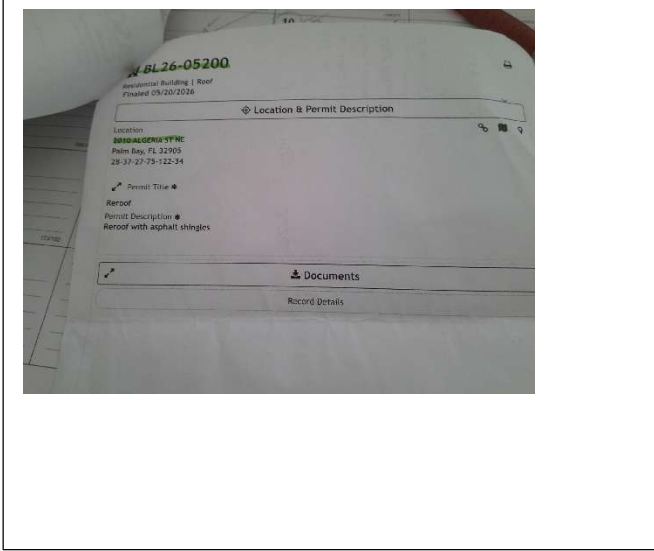 BL26-05200
Residential Building | Roof
Finaled 05/20/2026
Location & Permit Description
Location
2010 ALGERIA ST NE
Palm Bay, FL 32905
28-37-27-75-122-34
Permit Title *
Reroof
Permit Description *
Reroof with asphalt shingles
Documents
Record Details